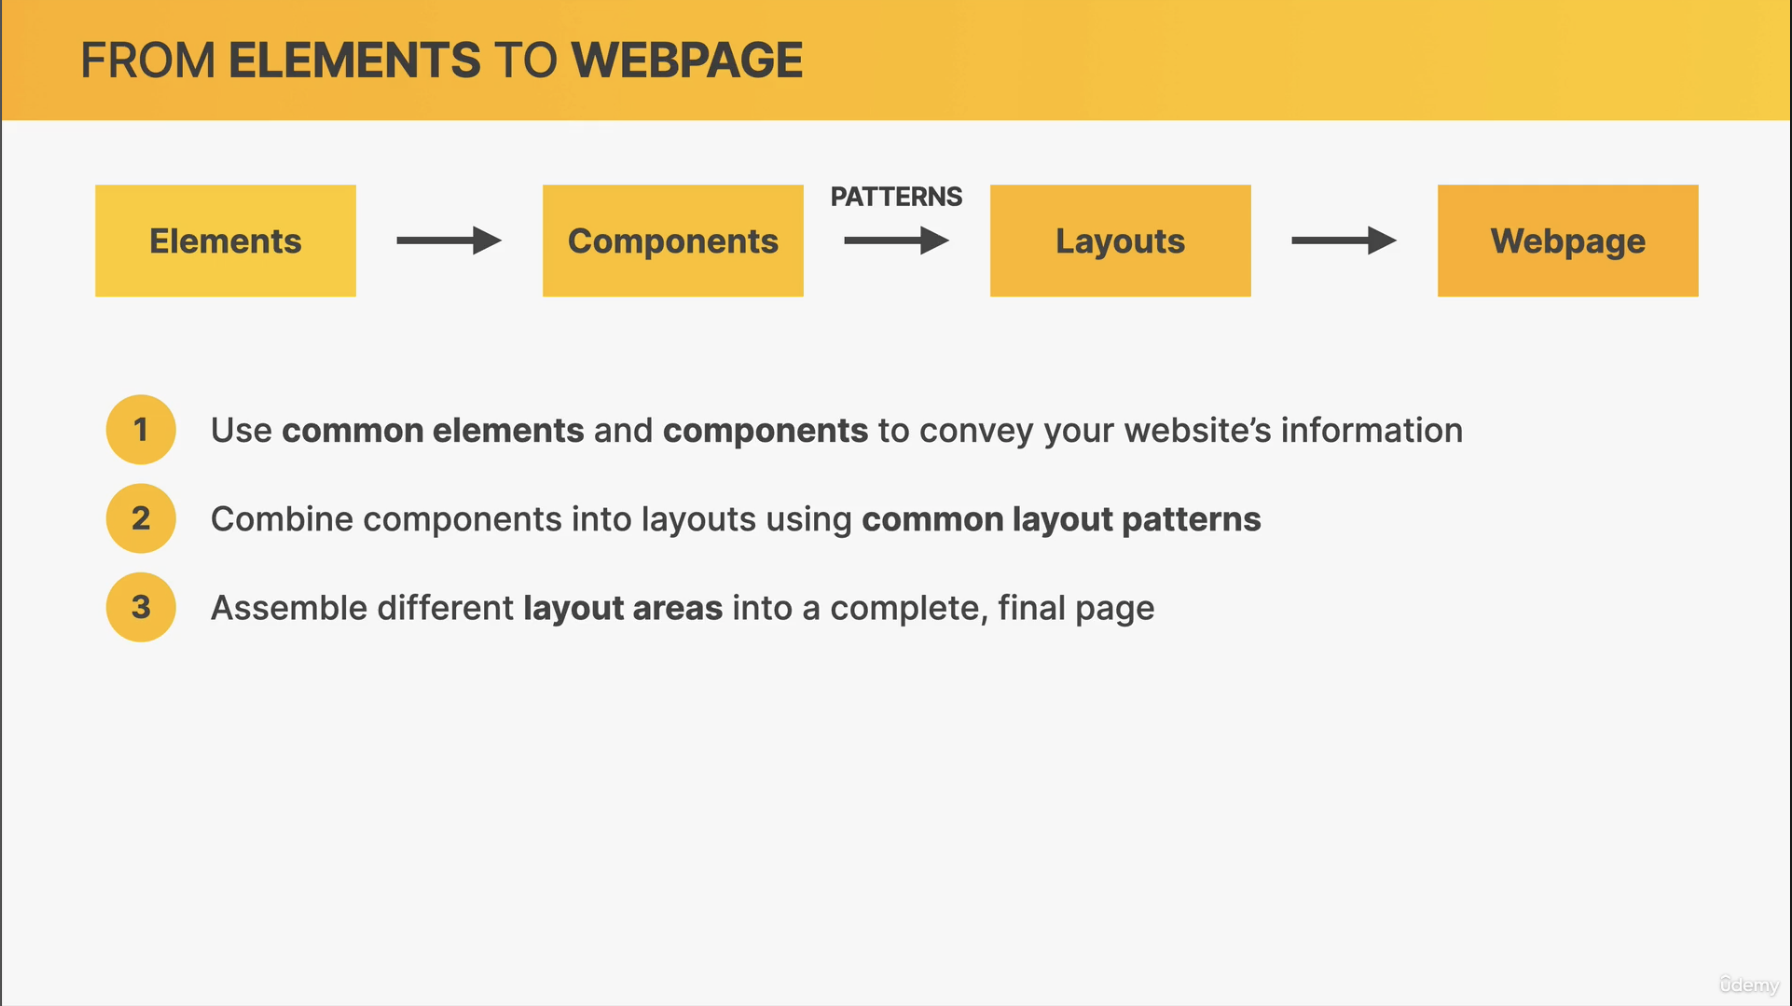 FROM ELEMENTS TO WEBPAGE
PATTERNS
Elements
Components
Layouts
Webpage
1 Use common elements and components to convey your website’s information
2 Combine components into layouts using common layout patterns
3 Assemble different layout areas into a complete, final page
ûdemy